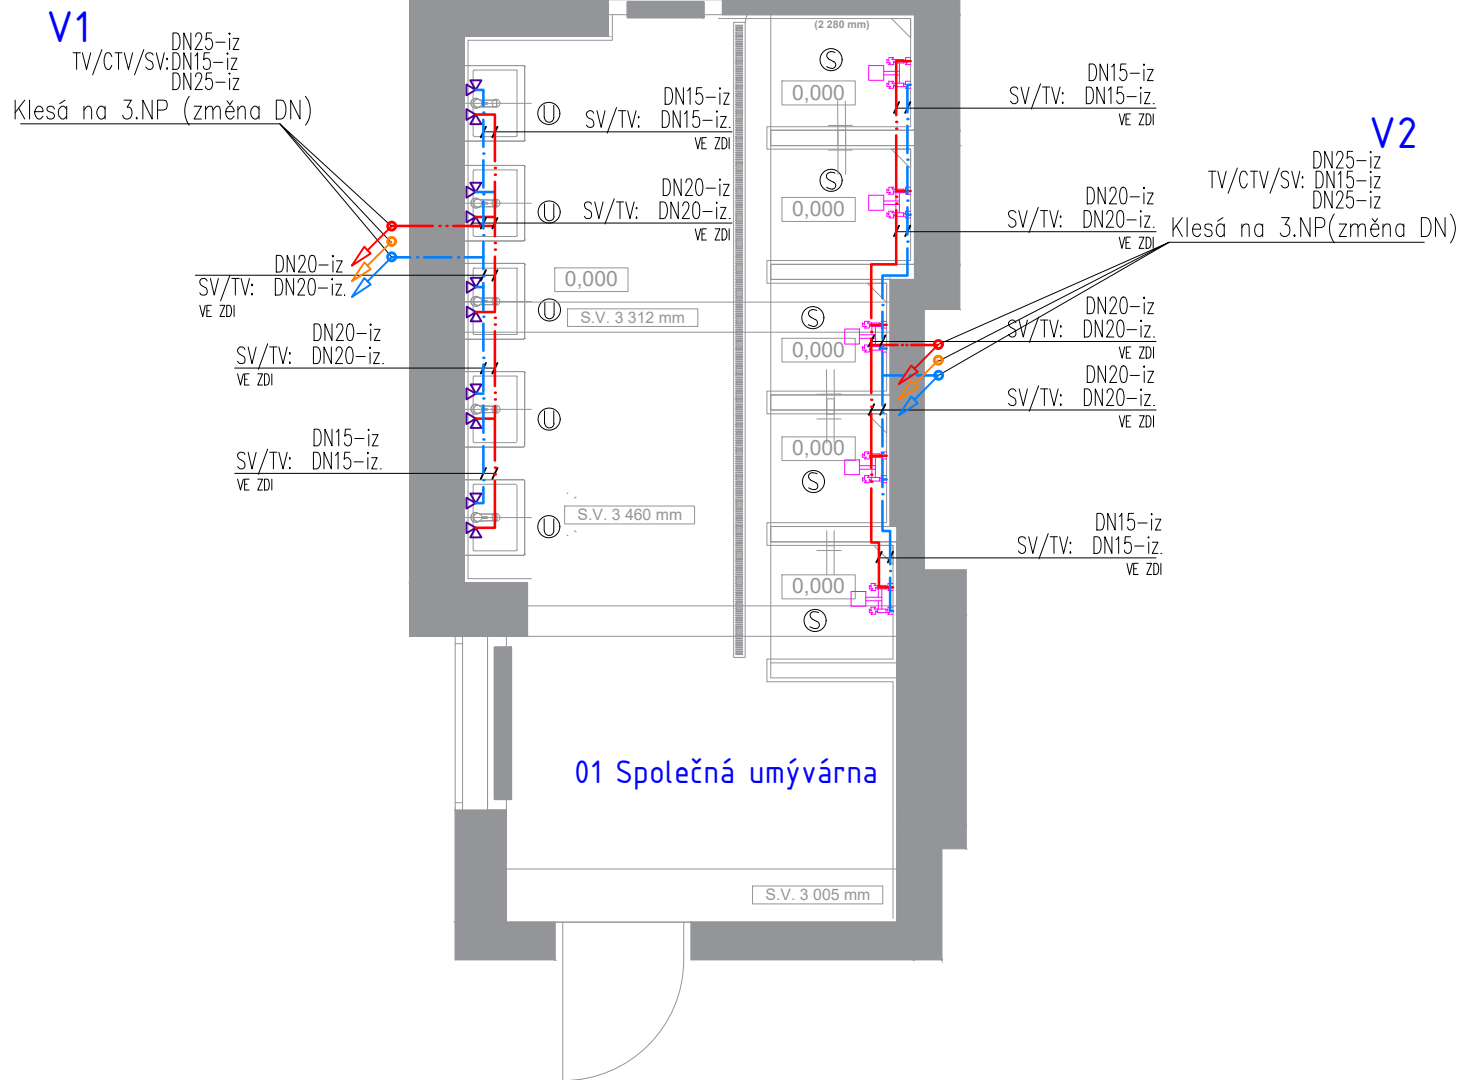 V1
DN25-iz
TV/CTV/SV:DN15-iz
DN25-iz
Klesá na 3.NP (změna DN)
(2 280 mm)
S
U
0,000
DN15-iz
SV/TV: DN15-iz.
VE ZDI
DN15-iz
SV/TV: DN15-iz.
VE ZDI
V2
DN25-iz
TV/CTV/SV: DN15-iz
DN25-iz
Klesá na 3.NP(změna DN)
S
U
0,000
DN20-iz
SV/TV: DN20-iz.
VE ZDI
DN20-iz
SV/TV: DN20-iz.
VE ZDI
DN20-iz
SV/TV: DN20-iz.
VE ZDI
0,000
S.V. 3 312 mm
U
S
0,000
DN20-iz
SV/TV: DN20-iz.
VE ZDI
DN20-iz
SV/TV: DN20-iz.
VE ZDI
DN20-iz
SV/TV: DN20-iz.
VE ZDI
U
0,000
S
DN15-iz
SV/TV: DN15-iz.
VE ZDI
S.V. 3 460 mm
U
DN15-iz
SV/TV: DN15-iz.
VE ZDI
0,000
S
01 Společná umývárna
S.V. 3 005 mm